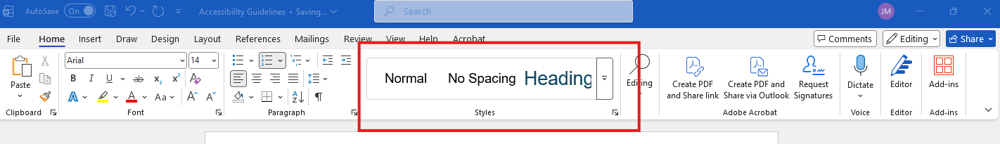 AutoSave On Accessibility Guidelines • Saving... Search JM
File Home Insert Draw Design Layout References Mailings Review View Help Acrobat Comments Editing Share
Arial 14 Normal No Spacing Heading
Paste B I U ab x₂ x² A Editing Create PDF and Share link Create PDF and Share via Outlook Request Signatures Dictate Editor Add-ins
A A Aa A A
Clipboard Font Paragraph Styles Adobe Acrobat Voice Editor Add-ins